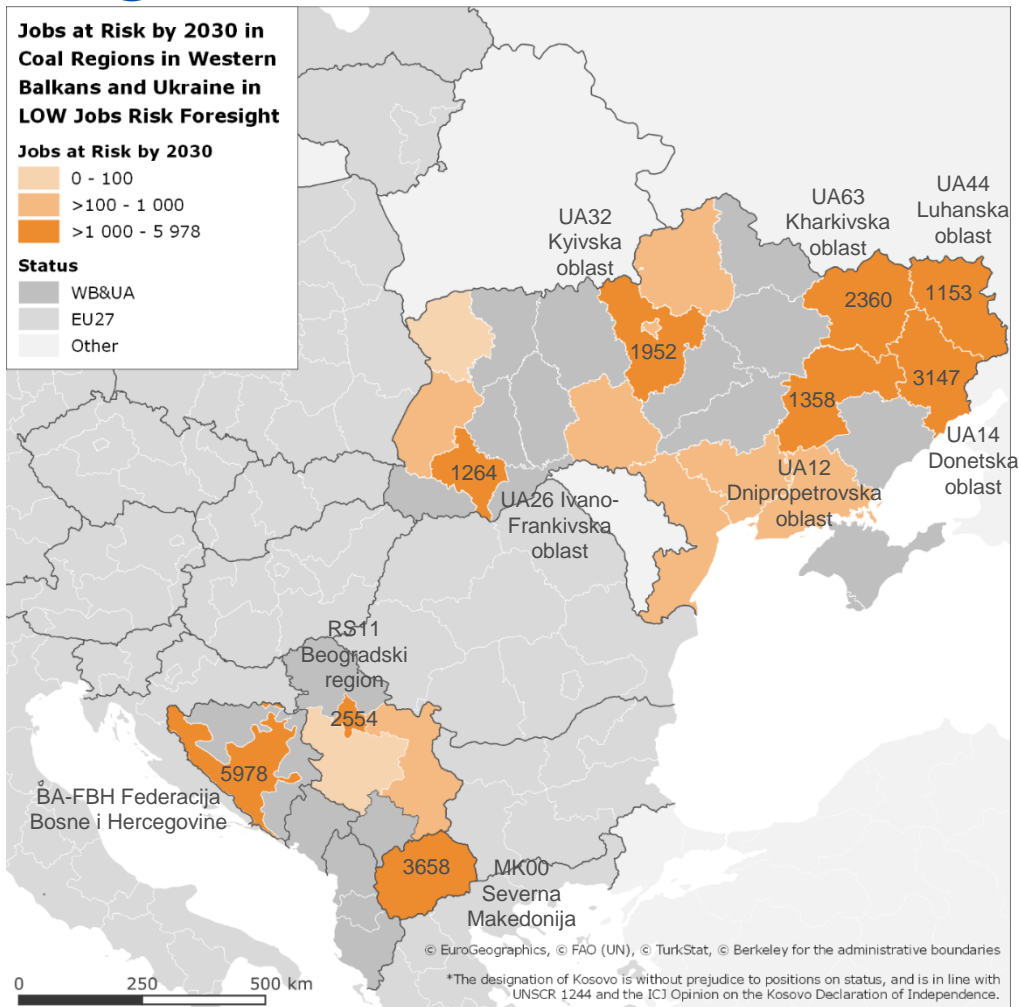 Jobs at Risk by 2030 in
Coal Regions in Western
Balkans and Ukraine in
LOW Jobs Risk Foresight
Jobs at Risk by 2030
0 - 100
>100 - 1 000
>1 000 - 5 978
Status
WB&UA
EU27
Other
UA32
Kyivska
oblast
UA63
Kharkivska
oblast
UA44
Luhanska
oblast
2360
1153
1952
3147
1358
1264
UA14
Donetska
oblast
UA12
Dnipropetrovska
oblast
UA26 Ivano-
Frankivska
oblast
RS11
Beogradski
region
2554
5978
BA-FBH Federacija
Bosne i Hercegovine
3658
MK00
Severna
Makedonija
© EuroGeographics, © FAO (UN), © TurkStat, © Berkeley for the administrative boundaries
0 250 500 km
*The designation of Kosovo is without prejudice to positions on status, and is in line with
UNSCR 1244 and the ICJ Opinion on the Kosovo Declaration of Independence.